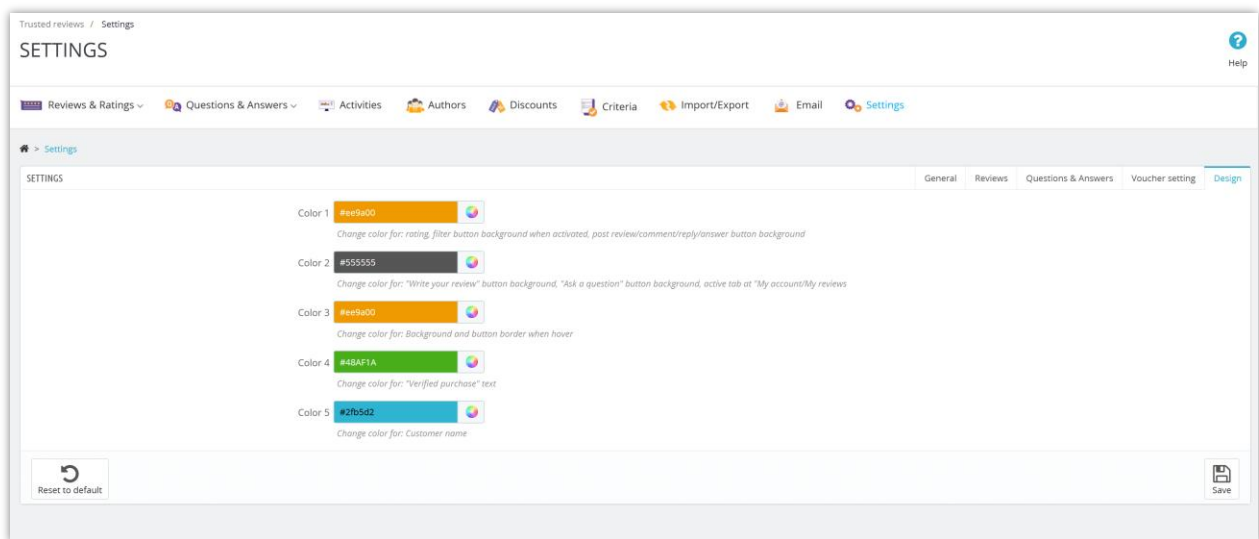 Trusted reviews / Settings
SETTINGS
Help
Reviews & Ratings Questions & Answers Activities Authors Discounts Criteria Import/Export Email Settings
> Settings
SETTINGS General Reviews Questions & Answers Voucher setting Design
Color 1 #ee9a00
Change color for: rating, filter button background when activated, post review/comment/reply/answer button background
Color 2 #555555
Change color for: "Write your review" button background, "Ask a question" button background, active tab at "My account/My reviews
Color 3 #ee9a00
Change color for: Background and button border when hover
Color 4 #48AF1A
Change color for: "Verified purchase" text
Color 5 #2fb5d2
Change color for: Customer name
Reset to default
Save